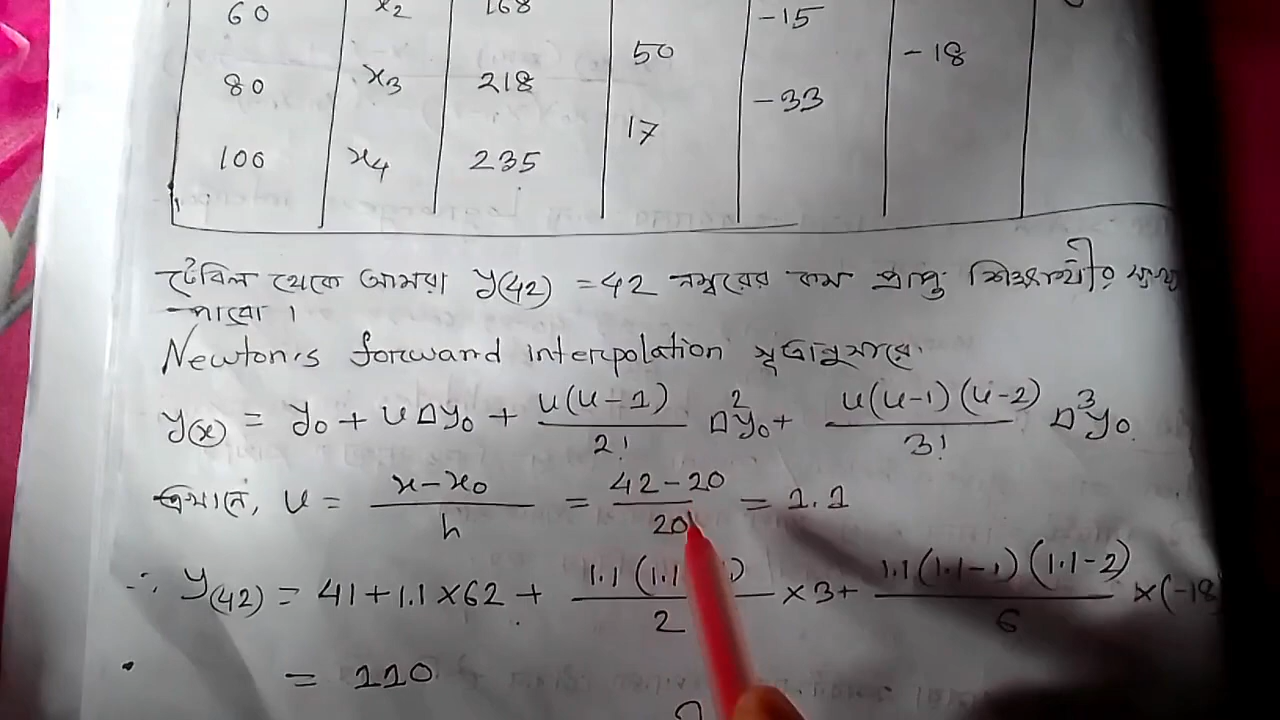 60 x2 168
-15
50 -18
80 x3 218
-33
17
100 x4 235
টেবিল থেকে আমরা y(42) = 42 নম্বরের কম প্রাপ্ত শিক্ষার্থীর
পাবো ।
Newton's forward interpolation সূত্রানুসারে
y(x) = y0 + u∆y0 + u(u-1)/2! ∆²y0 + u(u-1)(u-2)/3! ∆³y0
এখানে, u = x-x0/h = 42-20/20 = 1.1
∴ y(42) = 41+1.1×62 + 1.1(1.1 )/2 ×3+ 1.1(1.1-1)(1.1-2)/6 ×(-18)
= 110